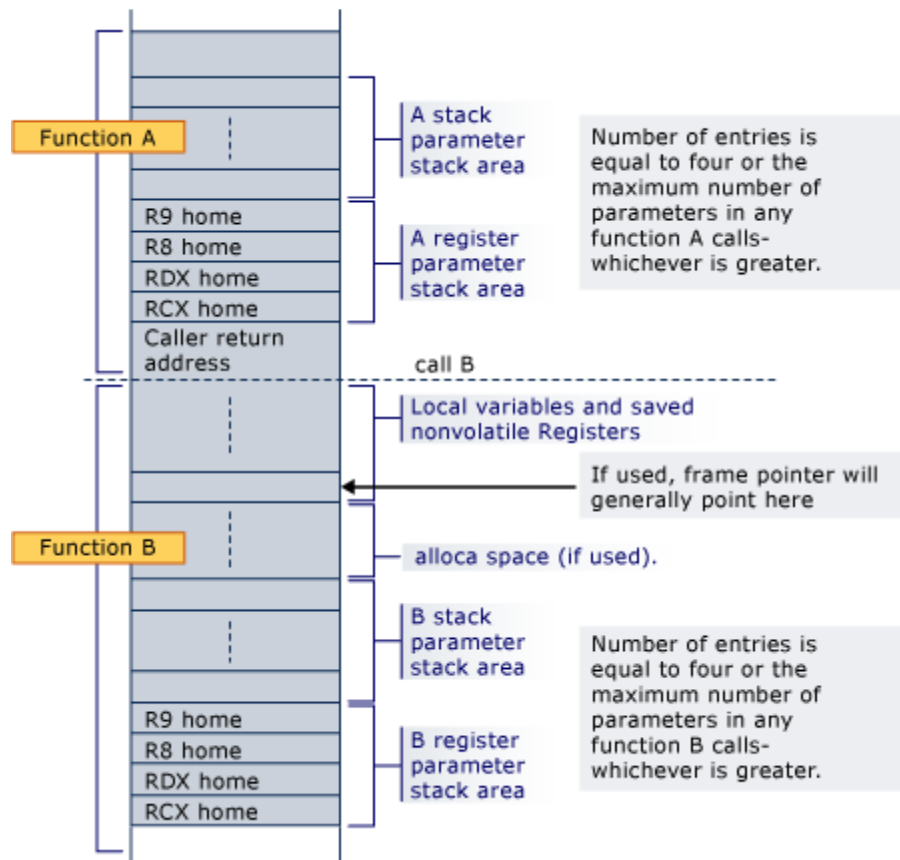 Function A
A stack
parameter
stack area
Number of entries is
equal to four or the
maximum number of
parameters in any
function A calls-
whichever is greater.
R9 home
R8 home
RDX home
RCX home
A register
parameter
stack area
Caller return
address
call B
Local variables and saved
nonvolatile Registers
If used, frame pointer will
generally point here
Function B
alloca space (if used).
B stack
parameter
stack area
Number of entries is
equal to four or the
maximum number of
parameters in any
function B calls-
whichever is greater.
R9 home
R8 home
RDX home
RCX home
B register
parameter
stack area